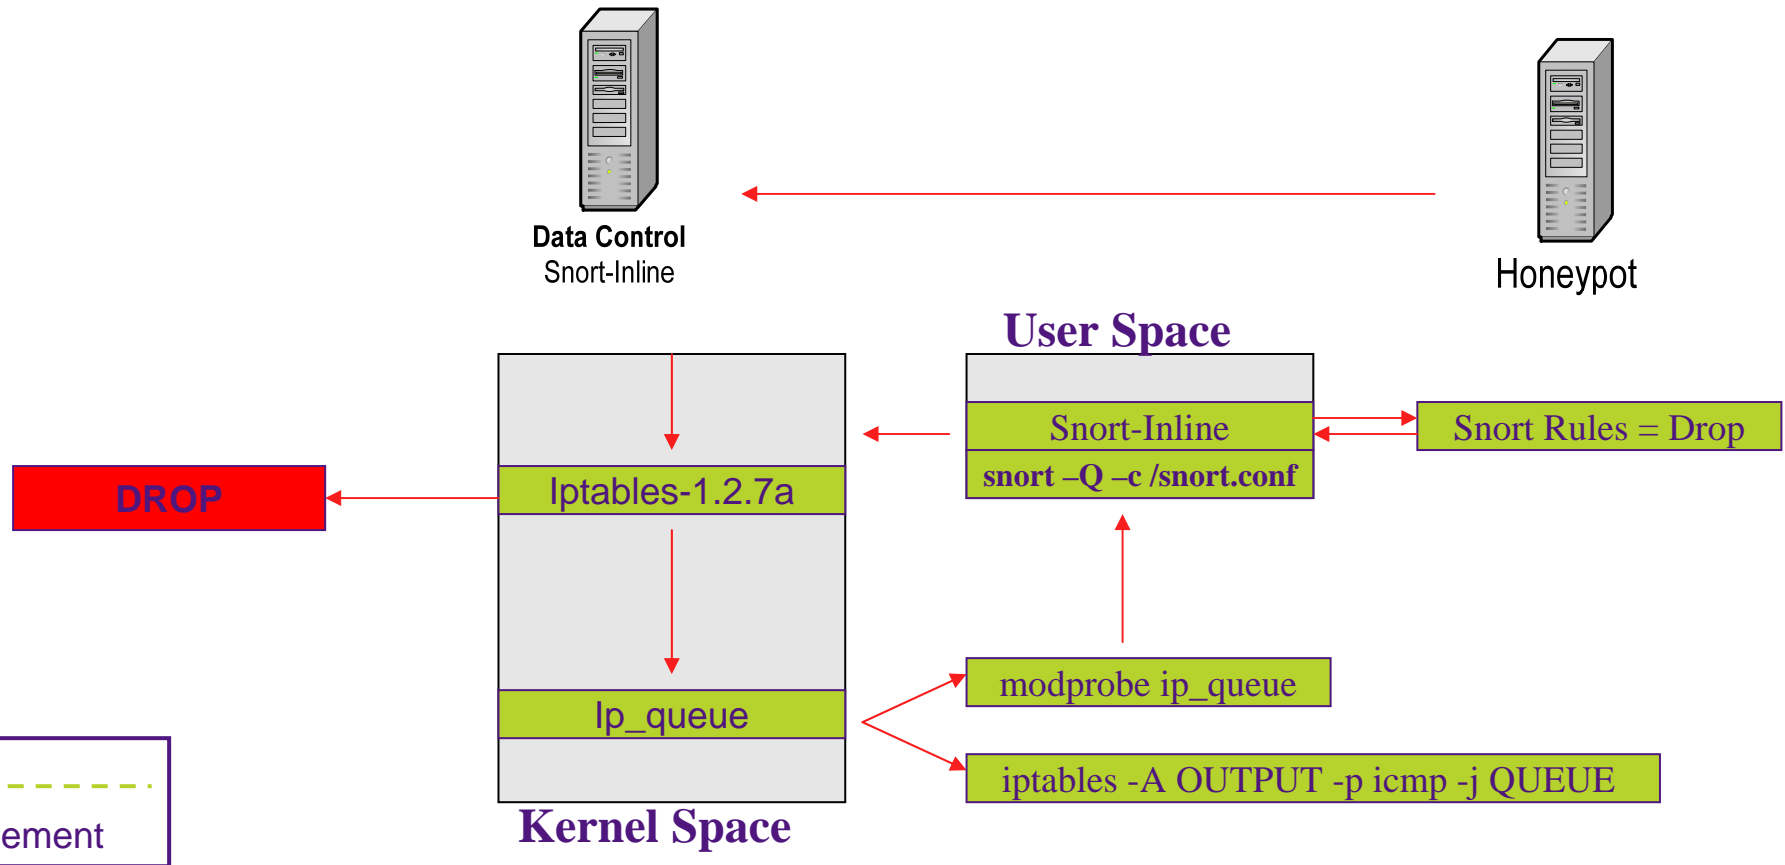 Data Control
Snort-Inline
Honeypot
User Space
Snort-Inline
snort –Q –c /snort.conf
Snort Rules = Drop
DROP
Iptables-1.2.7a
modprobe ip_queue
Ip_queue
iptables -A OUTPUT -p icmp -j QUEUE
Kernel Space
ement